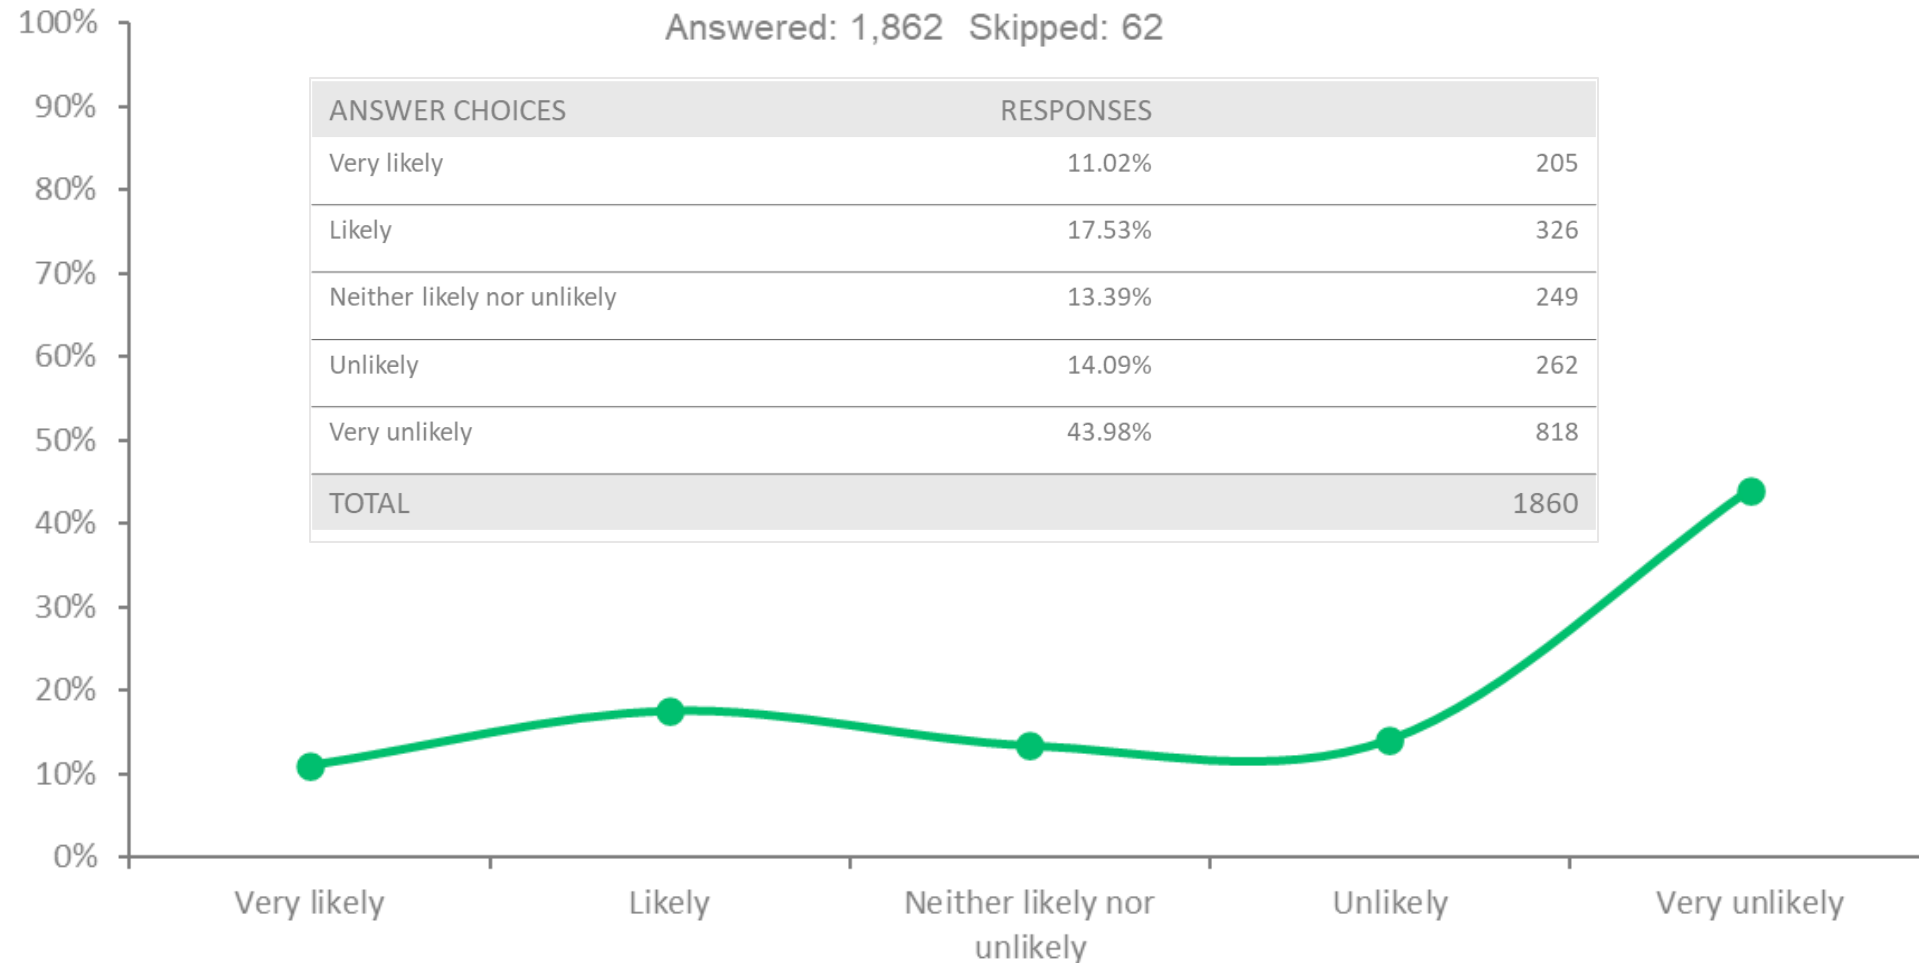 Answered: 1,862 Skipped: 62
100%
90%
80%
70%
60%
50%
40%
30%
20%
10%
0%
ANSWER CHOICES RESPONSES
Very likely 11.02% 205
Likely 17.53% 326
Neither likely nor unlikely 13.39% 249
Unlikely 14.09% 262
Very unlikely 43.98% 818
TOTAL 1860
Very likely
Likely
Neither likely nor
unlikely
Unlikely
Very unlikely